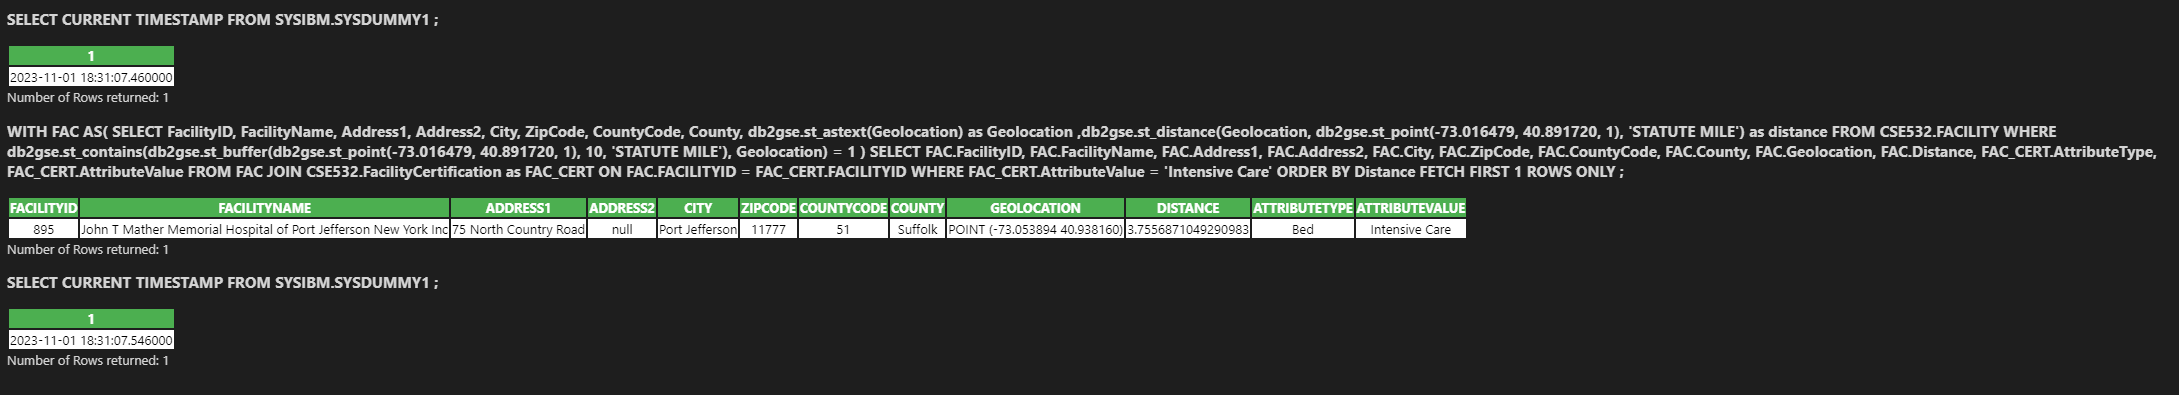 SELECT CURRENT TIMESTAMP FROM SYSIBM.SYSDUMMY1 ;
1
2023-11-01 18:31:07.460000
Number of Rows returned: 1
WITH FAC AS( SELECT FacilityID, FacilityName, Address1, Address2, City, ZipCode, CountyCode, County, db2gse.st_astext(Geolocation) as Geolocation ,db2gse.st_distance(Geolocation, db2gse.st_point(-73.016479, 40.891720, 1), 'STATUTE MILE') as distance FROM CSE532.FACILITY WHERE
db2gse.st_contains(db2gse.st_buffer(db2gse.st_point(-73.016479, 40.891720, 1), 10, 'STATUTE MILE'), Geolocation) = 1 ) SELECT FAC.FacilityID, FAC.FacilityName, FAC.Address1, FAC.Address2, FAC.City, FAC.ZipCode, FAC.CountyCode, FAC.County, FAC.Geolocation, FAC.Distance, FAC_CERT.AttributeType,
FAC_CERT.AttributeValue FROM FAC JOIN CSE532.FacilityCertification as FAC_CERT ON FAC.FACILITYID = FAC_CERT.FACILITYID WHERE FAC_CERT.AttributeValue = 'Intensive Care' ORDER BY Distance FETCH FIRST 1 ROWS ONLY ;
FACILITYID FACILITYNAME ADDRESS1 ADDRESS2 CITY ZIPCODE COUNTYCODE COUNTY GEOLOCATION DISTANCE ATTRIBUTETYPE ATTRIBUTEVALUE
895 John T Mather Memorial Hospital of Port Jefferson New York Inc 75 North Country Road null Port Jefferson 11777 51 Suffolk POINT (-73.053894 40.938160) 3.7556871049290983 Bed Intensive Care
Number of Rows returned: 1
SELECT CURRENT TIMESTAMP FROM SYSIBM.SYSDUMMY1 ;
1
2023-11-01 18:31:07.546000
Number of Rows returned: 1